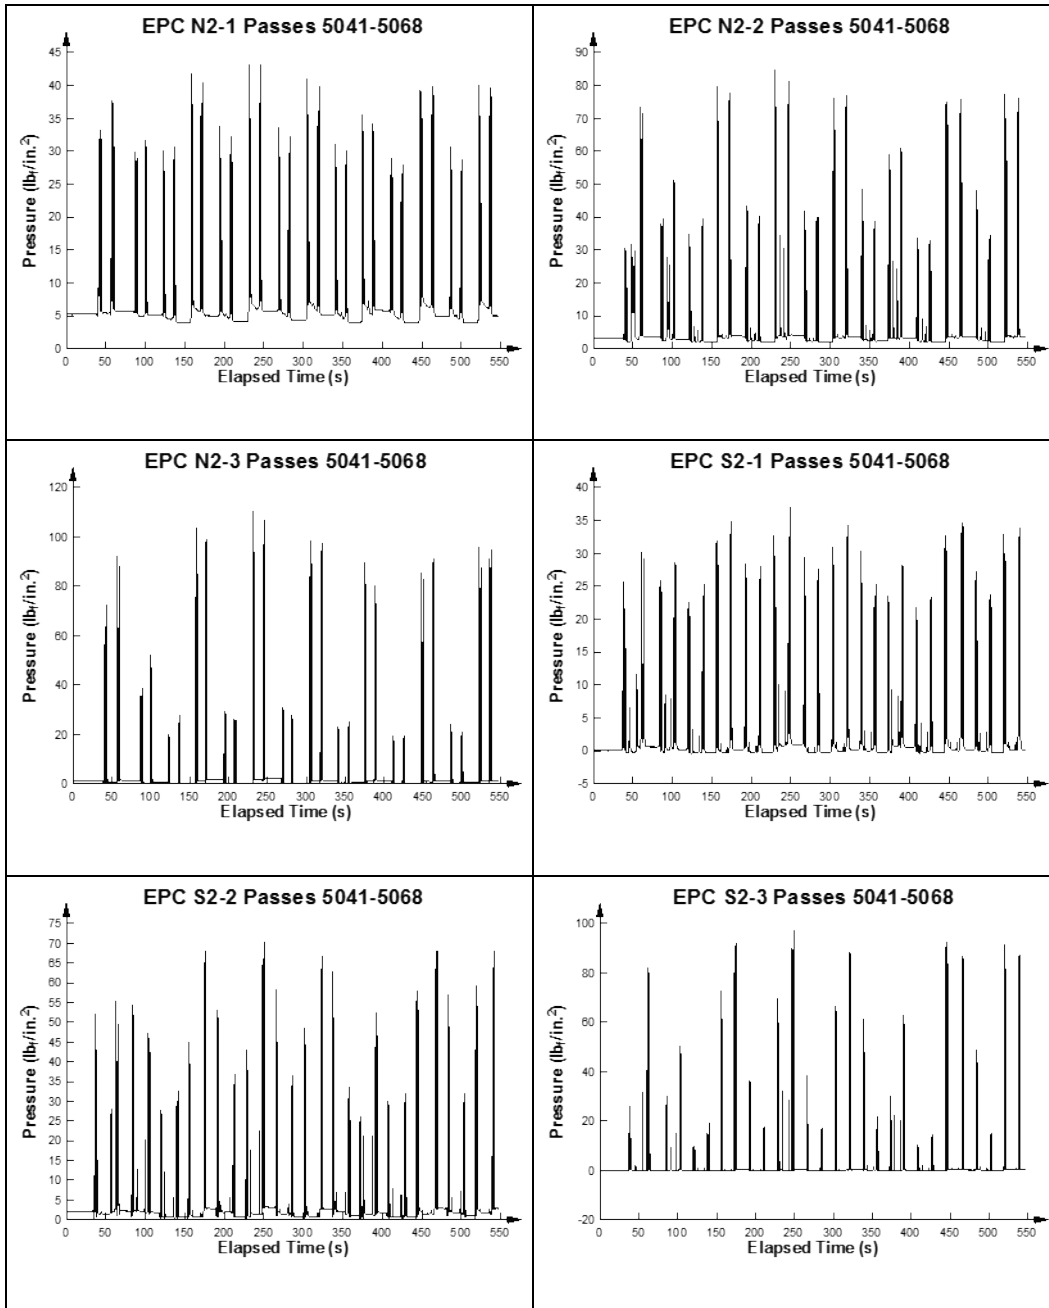 EPC N2-1 Passes 5041-5068
45
40
35
30
25
20
15
10
5
0
Pressure (lbf/in.²)
0 50 100 150 200 250 300 350 400 450 500 550
Elapsed Time (s)
EPC N2-2 Passes 5041-5068
90
80
70
60
50
40
30
20
10
0
Pressure (lbf/in.²)
0 50 100 150 200 250 300 350 400 450 500 550
Elapsed Time (s)
EPC N2-3 Passes 5041-5068
120
100
80
60
40
20
0
Pressure (lbf/in.²)
0 50 100 150 200 250 300 350 400 450 500 550
Elapsed Time (s)
EPC S2-1 Passes 5041-5068
40
35
30
25
20
15
10
5
0
-5
Pressure (lbf/in.²)
0 50 100 150 200 250 300 350 400 450 500 550
Elapsed Time (s)
EPC S2-2 Passes 5041-5068
75
70
65
60
55
50
45
40
35
30
25
20
15
10
5
0
Pressure (lbf/in.²)
0 50 100 150 200 250 300 350 400 450 500 550
Elapsed Time (s)
EPC S2-3 Passes 5041-5068
100
80
60
40
20
0
-20
Pressure (lbf/in.²)
0 50 100 150 200 250 300 350 400 450 500 550
Elapsed Time (s)